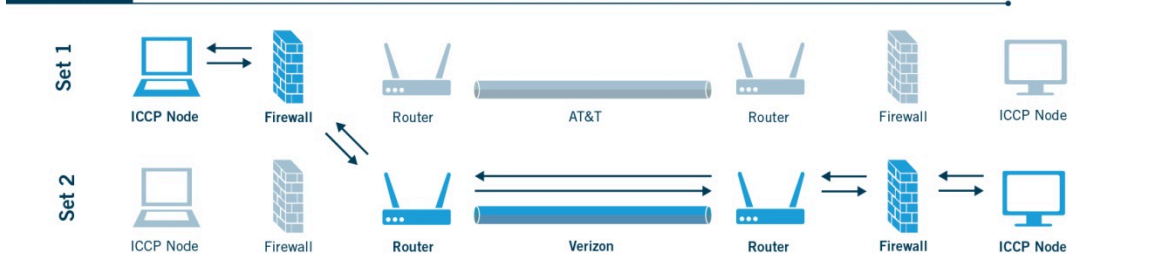 Set 1
ICCP Node Firewall Router AT&T Router Firewall ICCP Node
Set 2
ICCP Node Firewall Router Verizon Router Firewall ICCP Node